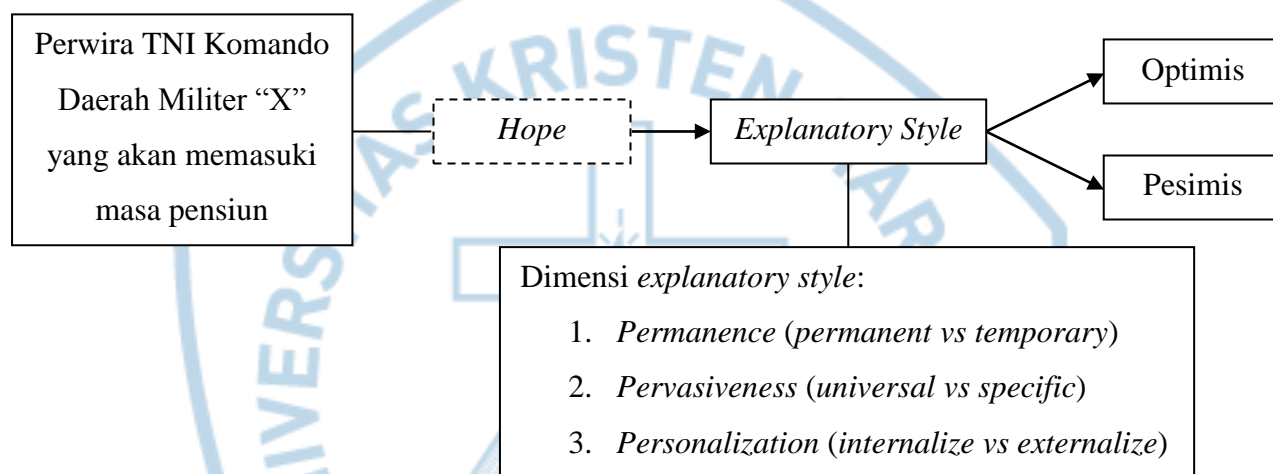 Perwira TNI Komando
Daerah Militer “X”
yang akan memasuki
masa pensiun
Hope
Explanatory Style
Optimis
Pesimis
Dimensi explanatory style:
1. Permanence (permanent vs temporary)
2. Pervasiveness (universal vs specific)
3. Personalization (internalize vs externalize)
KRISTEN